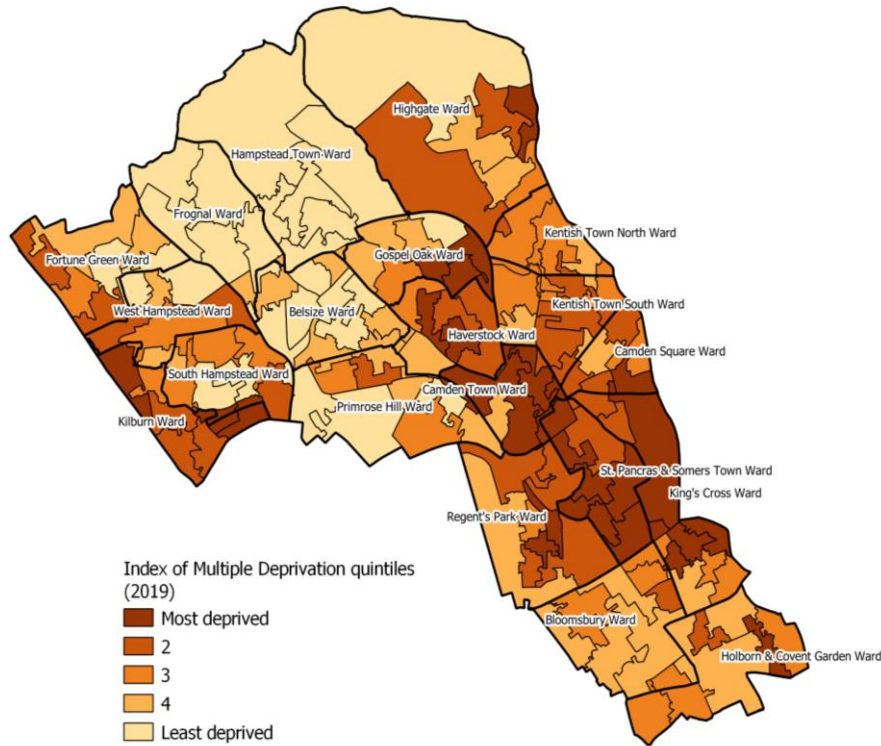 Highgate Ward
Hampstead Town Ward
Frognal Ward
Kentish Town North Ward
Gospel Oak Ward
Fortune Green Ward
Kentish Town South Ward
West Hampstead Ward
Belsize Ward
Haverstock Ward
Camden Square Ward
South Hampstead Ward
Camden Town Ward
Primrose Hill Ward
Kilburn Ward
St. Pancras & Somers Town Ward
King's Cross Ward
Regent's Park Ward
Bloomsbury Ward
Holborn & Covent Garden Ward
Index of Multiple Deprivation quintiles
(2019)
Most deprived
2
3
4
Least deprived